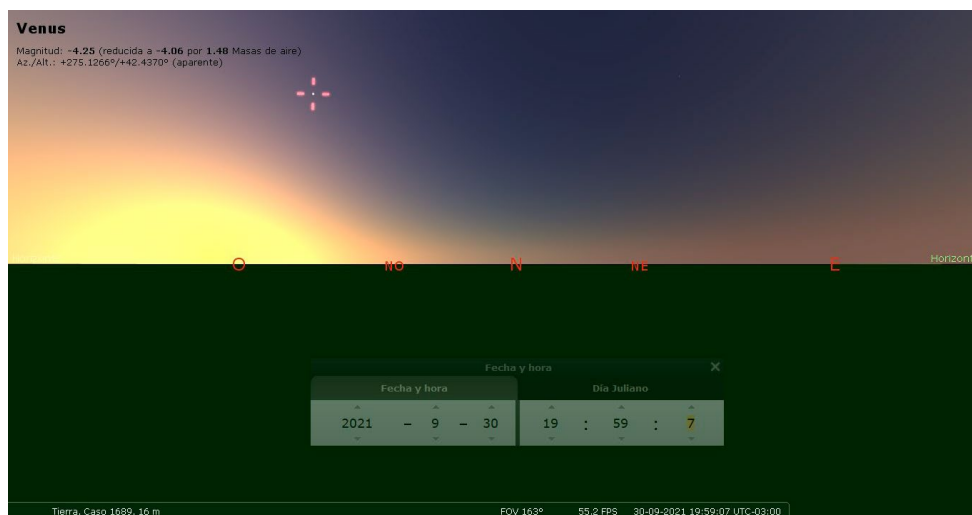 Venus
Magnitud: -4.25 (reducida a -4.06 por 1.48 Masas de aire)
Az./Alt.: +275.1266°/+42.4370° (aparente)
O NO N NE E Horizont
Fecha y hora
Fecha y hora Día Juliano
2021 - 9 - 30 19 : 59 : 7
Tierra, Caso 1689, 16 m FOV 163° 55.2 FPS 30-09-2021 19:59:07 UTC-03:00